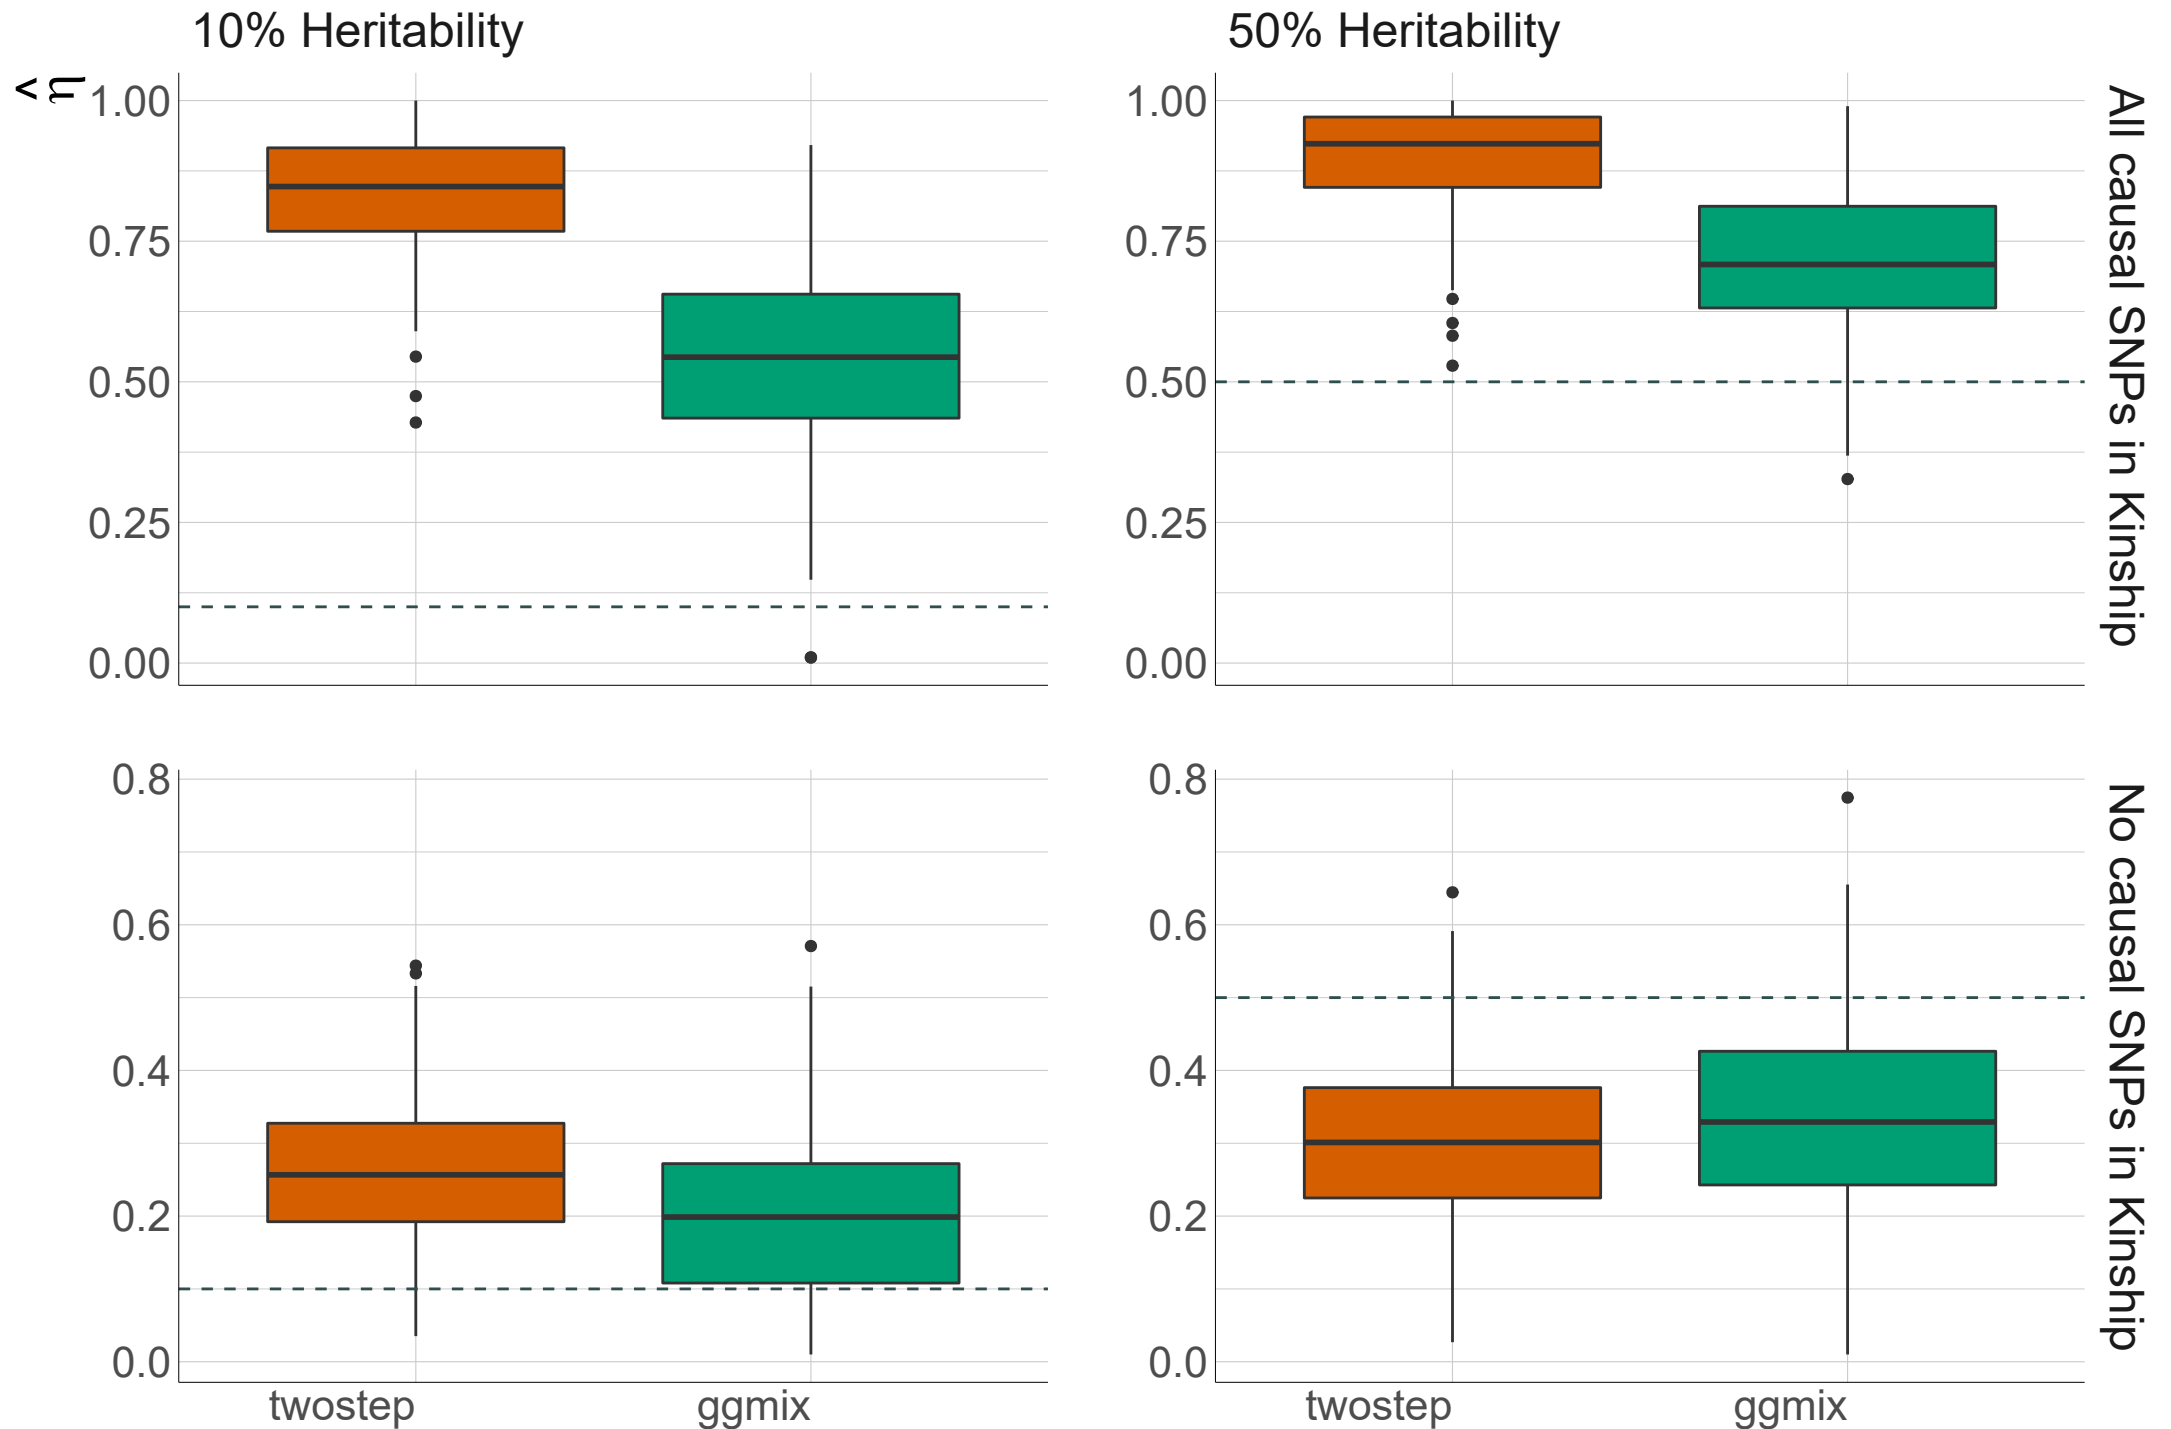 10% Heritability
50% Heritability
η̂
1.00
0.75
0.50
0.25
0.00
1.00
0.75
0.50
0.25
0.00
All causal SNPs in Kinship
0.8
0.6
0.4
0.2
0.0
twostep
ggmix
0.8
0.6
0.4
0.2
0.0
twostep
ggmix
No causal SNPs in Kinship